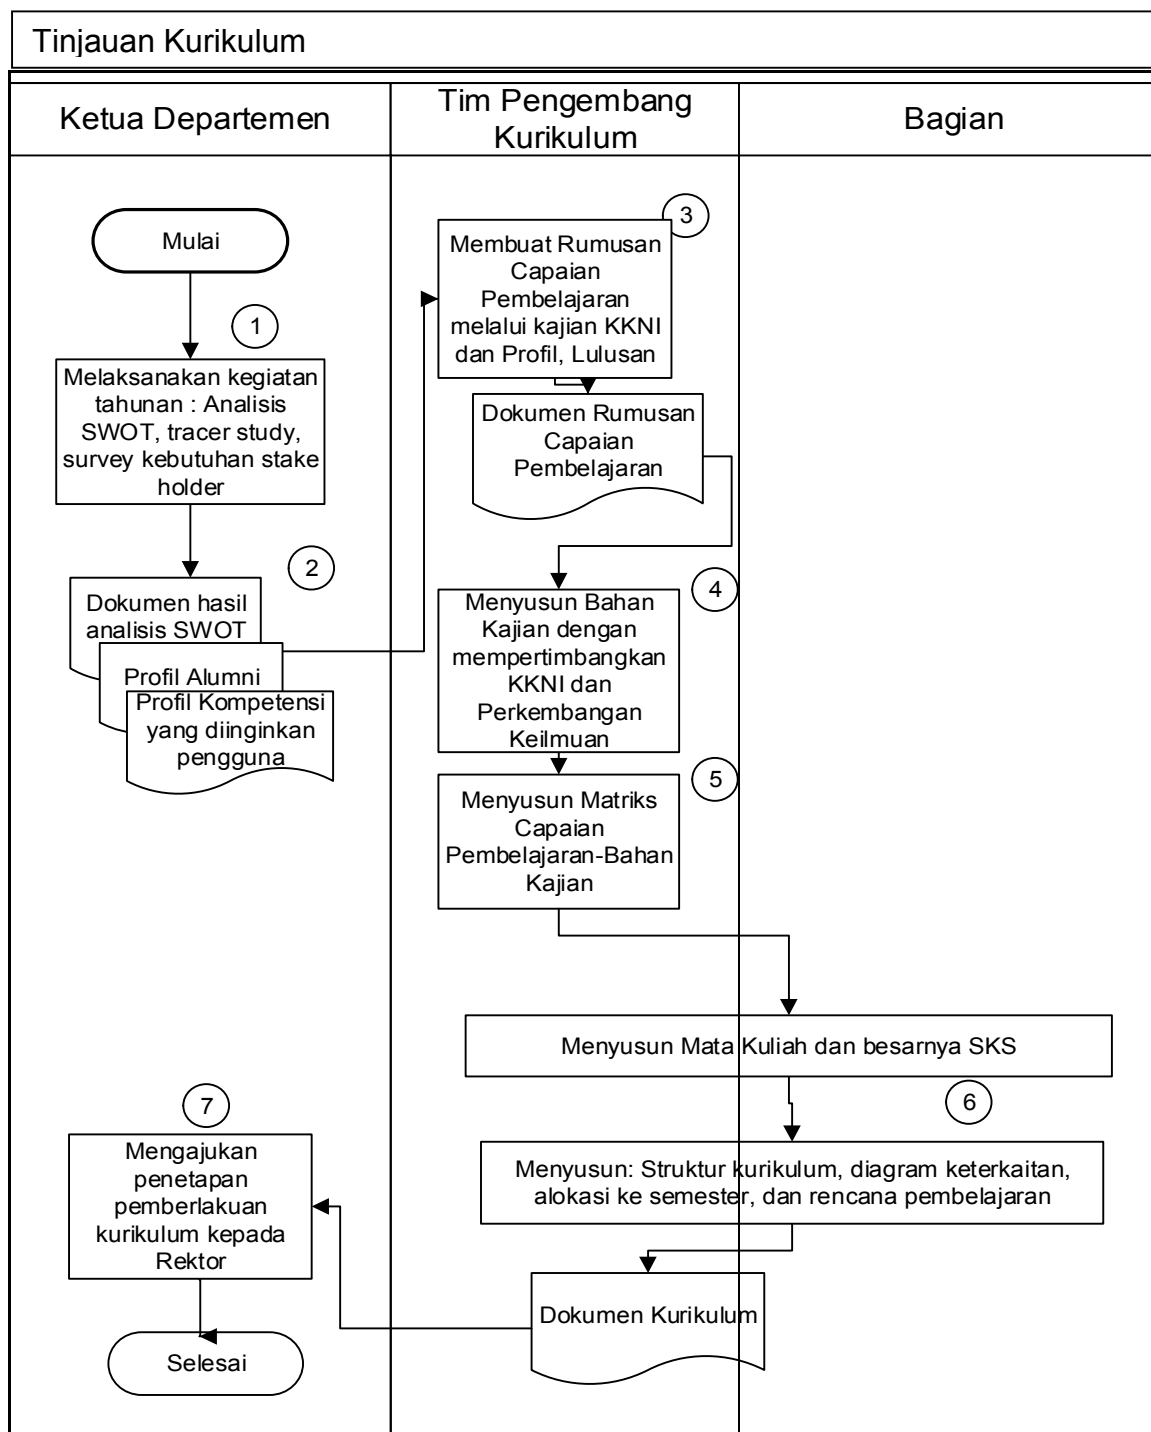 Tinjauan Kurikulum
Ketua Departemen
Tim Pengembang
Kurikulum
Bagian
Mulai
1
Melaksanakan kegiatan
tahunan : Analisis
SWOT, tracer study,
survey kebutuhan stake
holder
2
Dokumen hasil
analisis SWOT
Profil Alumni
Profil Kompetensi
yang diinginkan
pengguna
3
Membuat Rumusan
Capaian
Pembelajaran
melalui kajian KKNI
dan Profil, Lulusan
Dokumen Rumusan
Capaian
Pembelajaran
4
Menyusun Bahan
Kajian dengan
mempertimbangkan
KKNI dan
Perkembangan
Keilmuan
5
Menyusun Matriks
Capaian
Pembelajaran-Bahan
Kajian
Menyusun Mata Kuliah dan besarnya SKS
6
Menyusun: Struktur kurikulum, diagram keterkaitan,
alokasi ke semester, dan rencana pembelajaran
Dokumen Kurikulum
7
Mengajukan
penetapan
pemberlakuan
kurikulum kepada
Rektor
Selesai